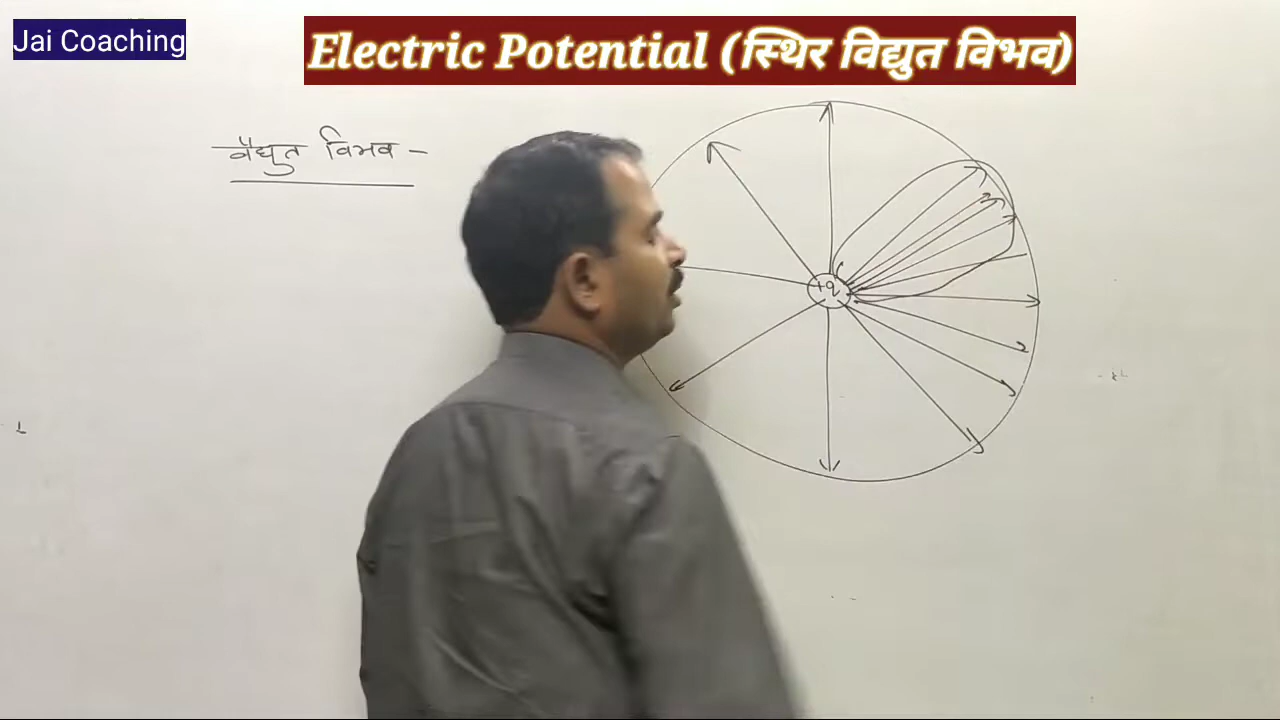 Jai Coaching
Electric Potential (स्थिर विद्युत विभव)
वैद्युत विभव -
+q